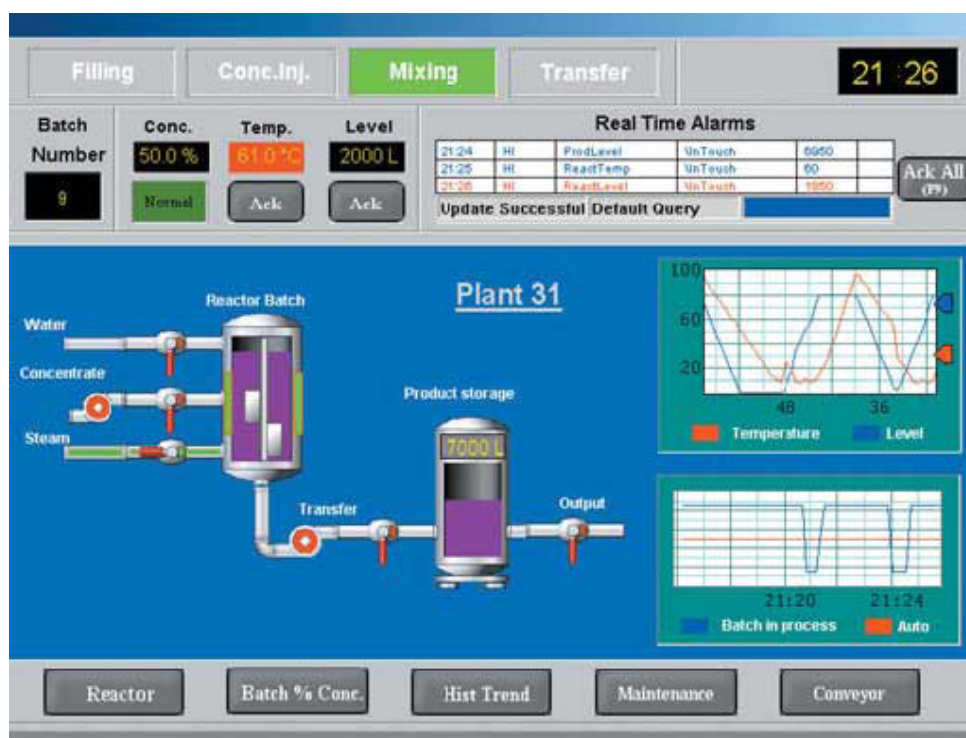 Filling Conc.Inj. Mixing Transfer 21:26
Batch Number
9
Conc. Temp. Level
50.0 % 61.0 °C 2000 L
Normal Ack Ack
Real Time Alarms
21:24 HI ProdLevel UnTouch 6950
21:25 HI ReactTemp UnTouch 60
21:26 HI ReactLevel UnTouch 1950
Update Successful Default Query
Ack All
(F9)
Plant 31
Reactor Batch
Water
Concentrate
Steam
Product storage
7000 L
Transfer
Output
100
60
20
48 36
Temperature Level
21:20 21:24
Batch in process Auto
Reactor Batch % Conc. Hist Trend Maintenance Conveyor